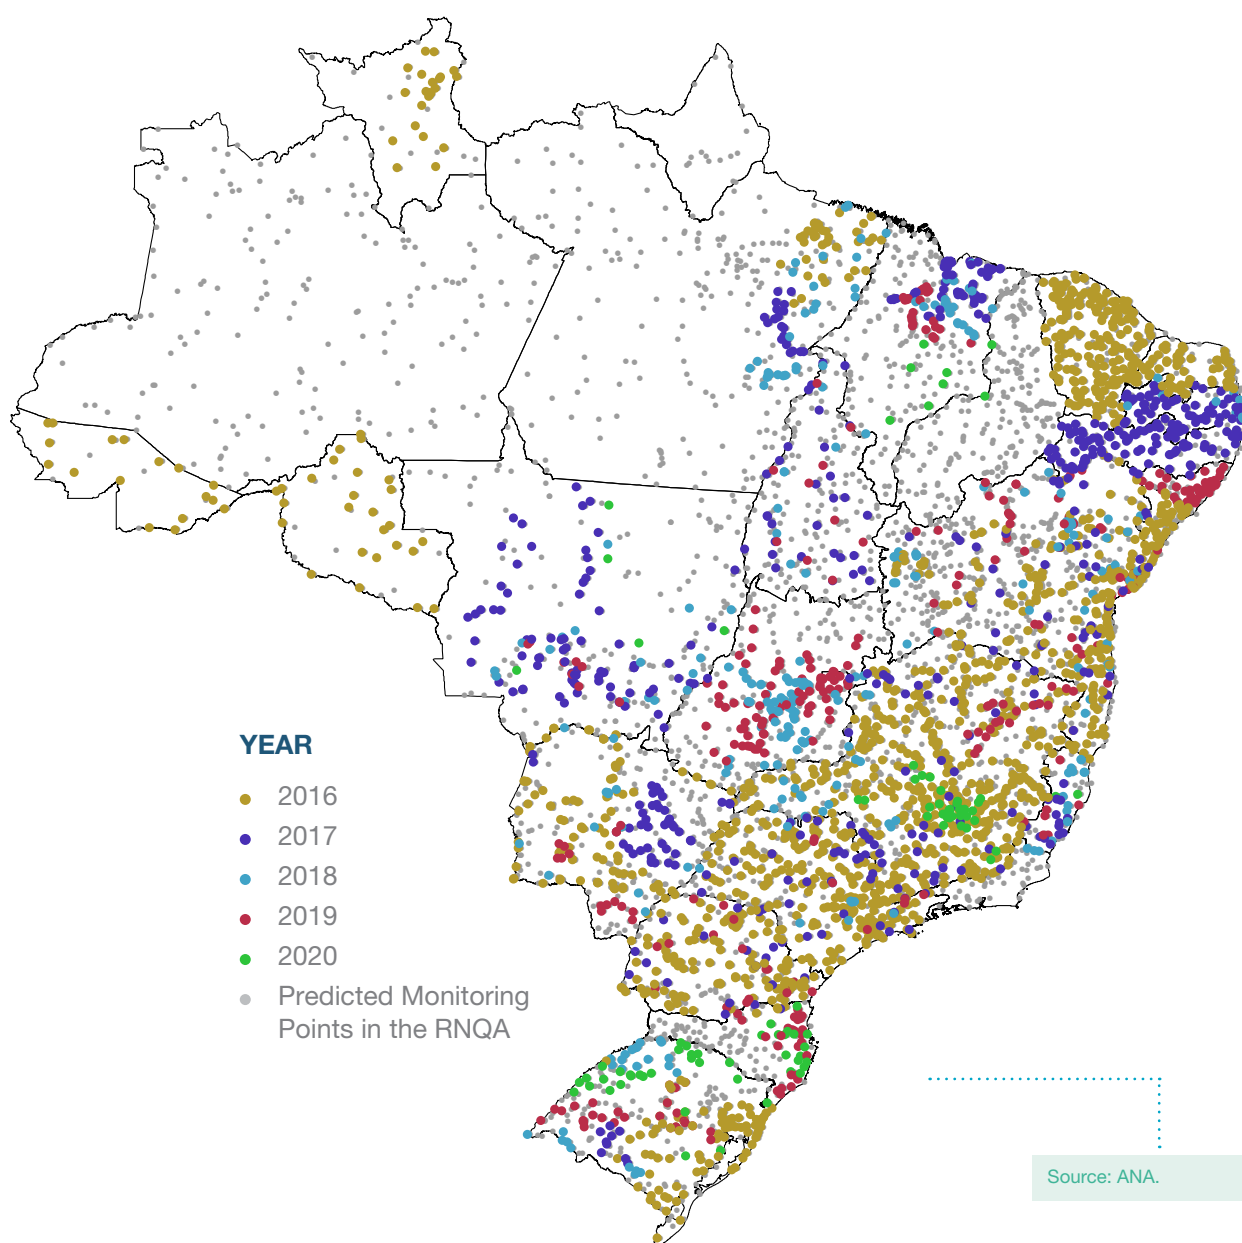 YEAR
2016
2017
2018
2019
2020
Predicted Monitoring
Points in the RNQA
Source: ANA.